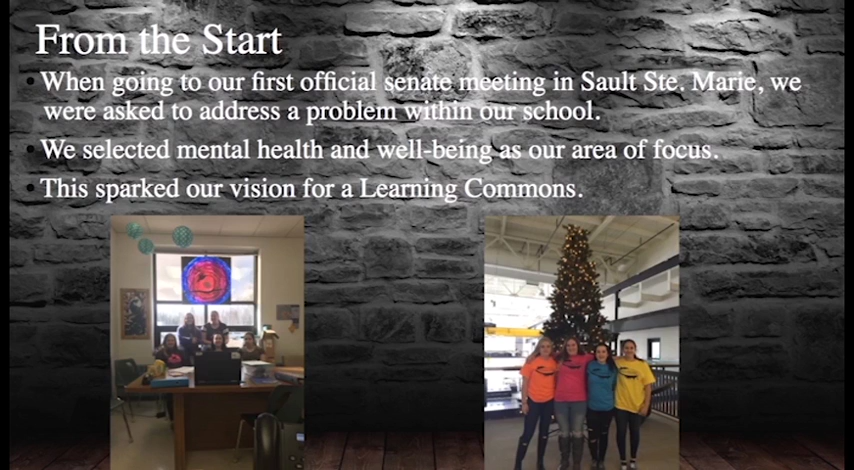 From the Start
• When going to our first official senate meeting in Sault Ste. Marie, we
were asked to address a problem within our school.
• We selected mental health and well-being as our area of focus.
• This sparked our vision for a Learning Commons.